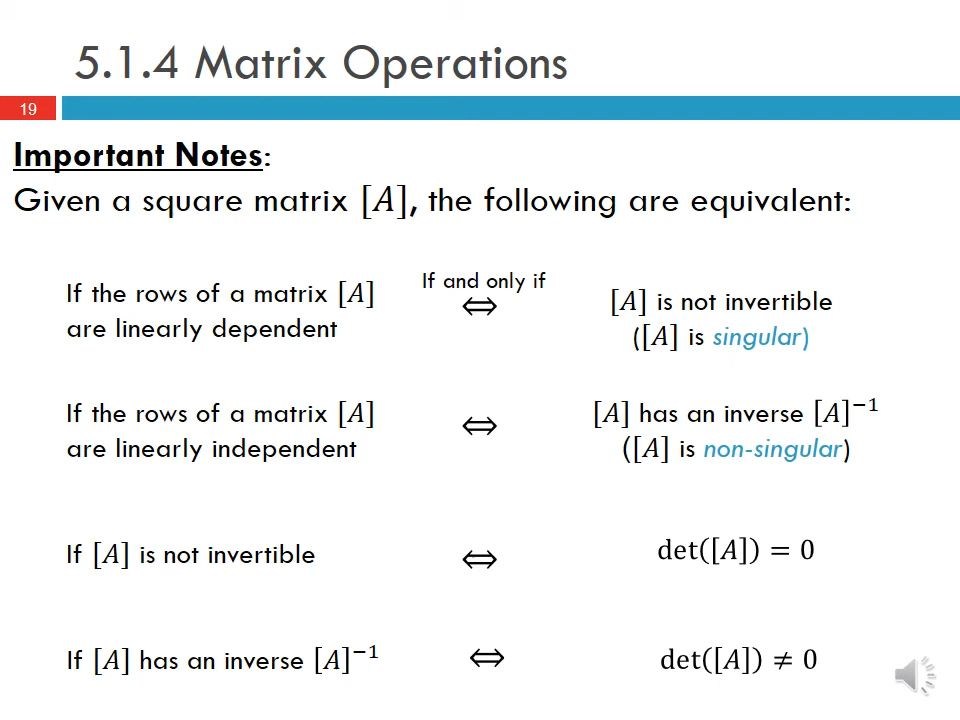 5.1.4 Matrix Operations
19
Important Notes:
Given a square matrix [A], the following are equivalent:
If the rows of a matrix [A]
are linearly dependent
If and only if
⇔
[A] is not invertible
([A] is singular)
If the rows of a matrix [A]
are linearly independent
⇔
[A] has an inverse [A]⁻¹
([A] is non-singular)
If [A] is not invertible
⇔
det([A]) = 0
If [A] has an inverse [A]⁻¹
⇔
det([A]) ≠ 0